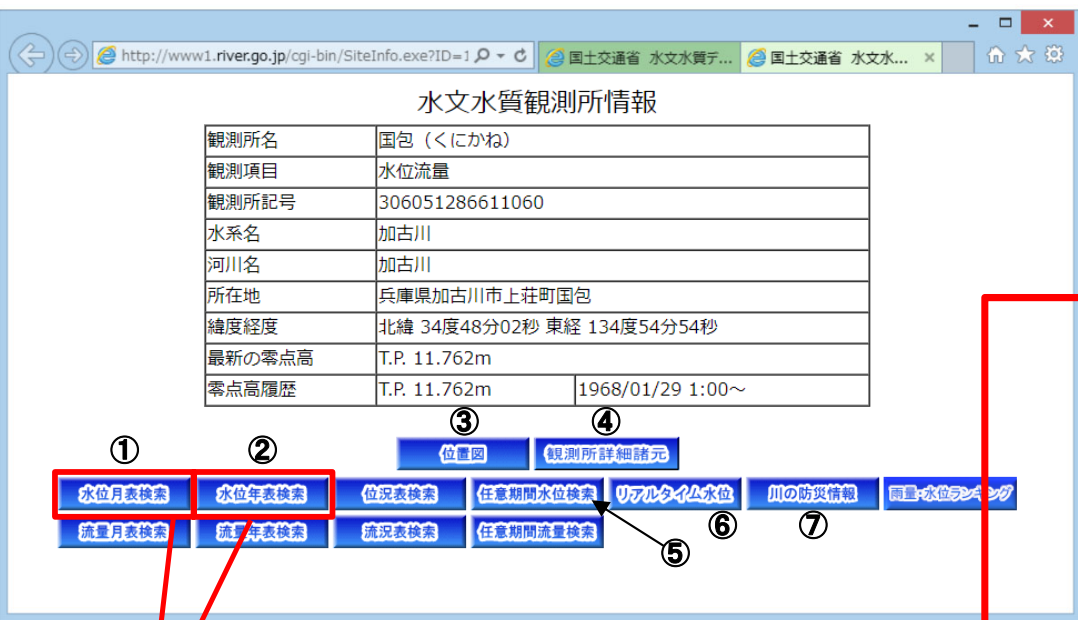 http://www1.river.go.jp/cgi-bin/SiteInfo.exe?ID=1
国土交通省 水文水質デ...
国土交通省 水文水...
水文水質観測所情報
観測所名 国包（くにかね）
観測項目 水位流量
観測所記号 306051286611060
水系名 加古川
河川名 加古川
所在地 兵庫県加古川市上荘町国包
緯度経度 北緯 34度48分02秒 東経 134度54分54秒
最新の零点高 T.P. 11.762m
零点高履歴 T.P. 11.762m 1968/01/29 1:00～
③ ④
① ② 位置図 観測所詳細諸元
水位月表検索 水位年表検索 位況表検索 任意期間水位検索 リアルタイム水位 川の防災情報 雨量・水位ランキング
⑥ ⑦
流量月表検索 流量年表検索 流況表検索 任意期間流量検索
⑤